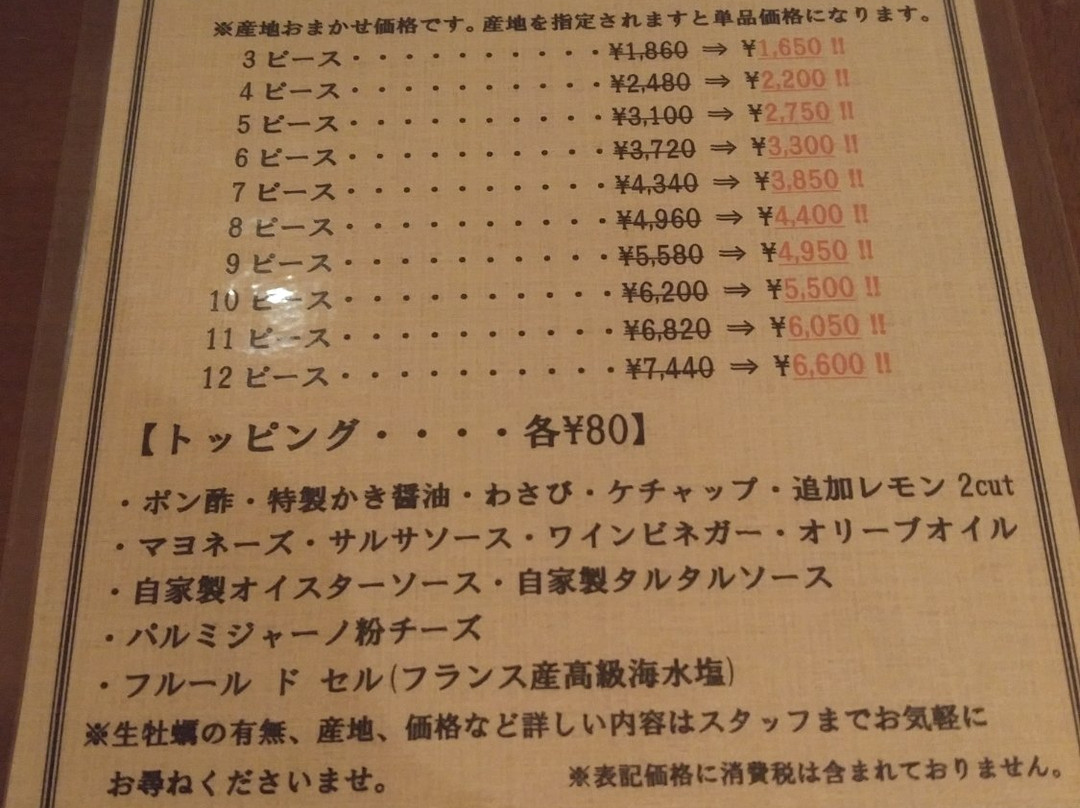 ※産地おまかせ価格です。産地を指定されますと単品価格になります。
3 ピース・・・・・・・・・・¥1,860 ⇒ ¥1,650 !!
4 ピース・・・・・・・・・・¥2,480 ⇒ ¥2,200 !!
5 ピース・・・・・・・・・・¥3,100 ⇒ ¥2,750 !!
6 ピース・・・・・・・・・・¥3,720 ⇒ ¥3,300 !!
7 ピース・・・・・・・・・・¥4,340 ⇒ ¥3,850 !!
8 ピース・・・・・・・・・・¥4,960 ⇒ ¥4,400 !!
9 ピース・・・・・・・・・・¥5,580 ⇒ ¥4,950 !!
10 ピース・・・・・・・・・・¥6,200 ⇒ ¥5,500 !!
11 ピース・・・・・・・・・・¥6,820 ⇒ ¥6,050 !!
12 ピース・・・・・・・・・・¥7,440 ⇒ ¥6,600 !!
【トッピング・・・・各¥80】
・ポン酢・特製かき醤油・わさび・ケチャップ・追加レモン 2cut
・マヨネーズ・サルサソース・ワインビネガー・オリーブオイル
・自家製オイスターソース・自家製タルタルソース
・パルミジャーノ粉チーズ
・フルール ド セル(フランス産高級海水塩)
※生牡蠣の有無、産地、価格など詳しい内容はスタッフまでお気軽に
お尋ねくださいませ。
※表記価格に消費税は含まれておりません。